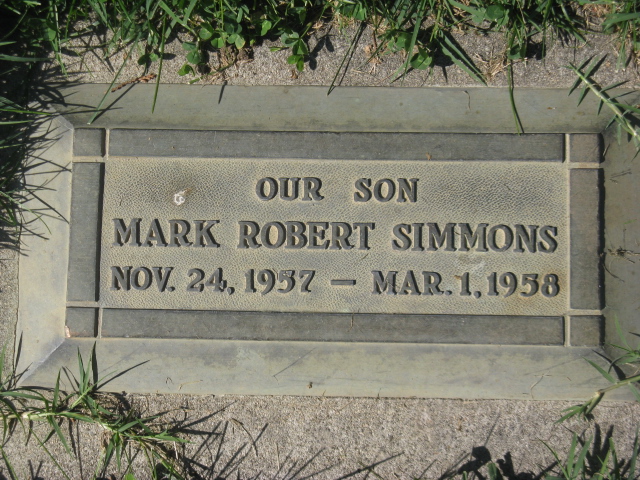 OUR SON
MARK ROBERT SIMMONS
NOV. 24, 1957 — MAR. 1, 1958